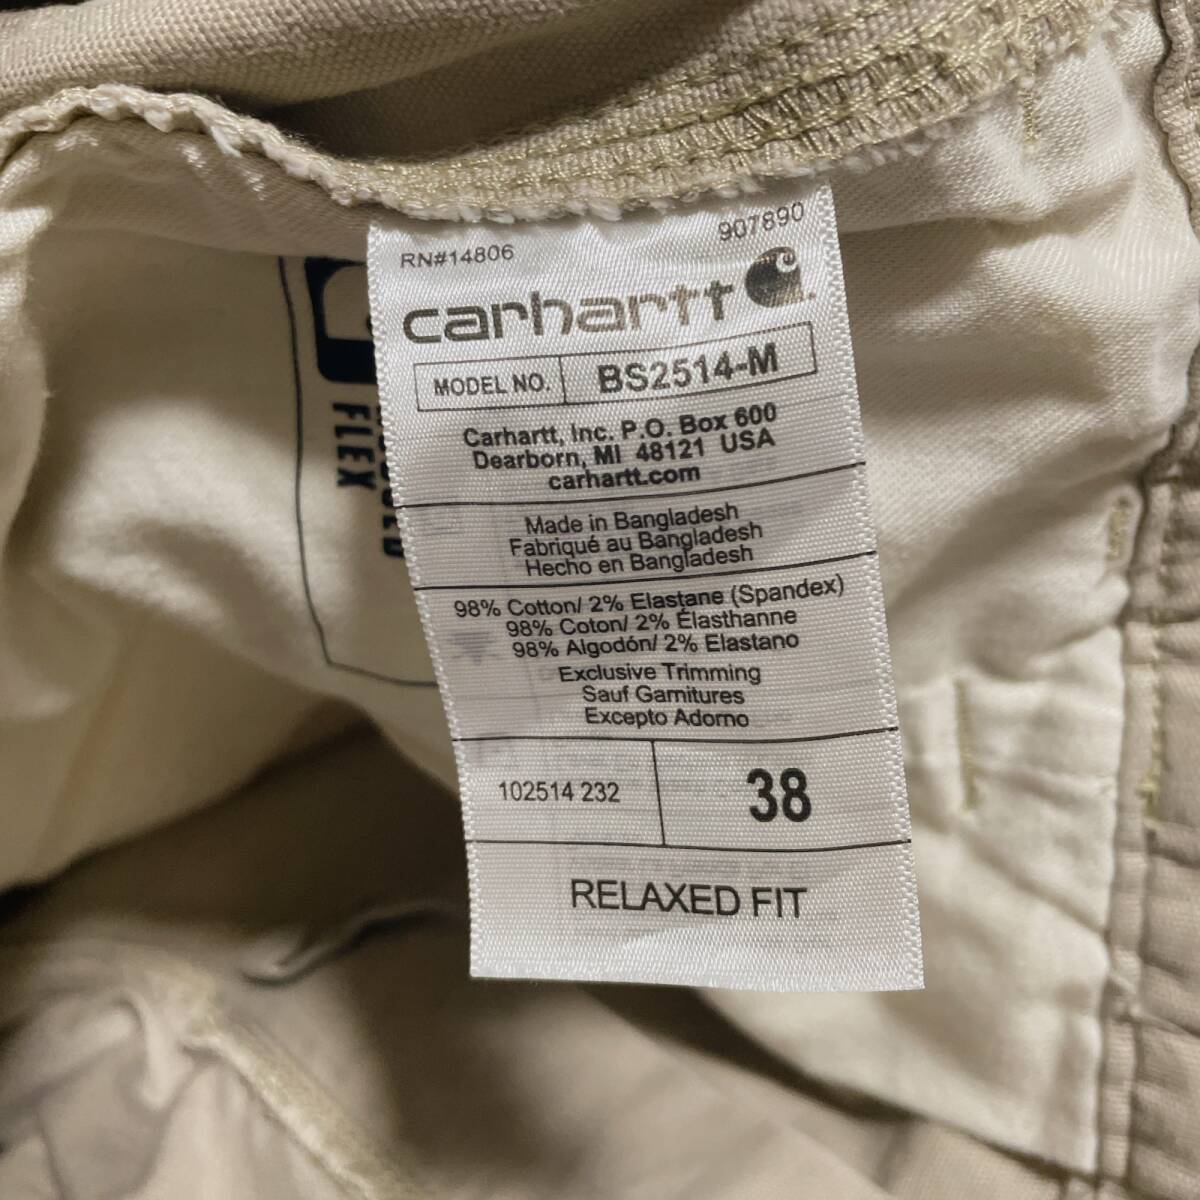 RN#14806
907890
carhartt
MODEL NO. BS2514-M
Carhartt, Inc. P.O. Box 600
Dearborn, MI 48121 USA
carhartt.com
Made in Bangladesh
Fabriqué au Bangladesh
Hecho en Bangladesh
98% Cotton/ 2% Elastane (Spandex)
98% Coton/ 2% Élasthanne
98% Algodón/ 2% Elastano
Exclusive Trimming
Sauf Garnitures
Excepto Adorno
102514 232
38
RELAXED FIT
FLEX